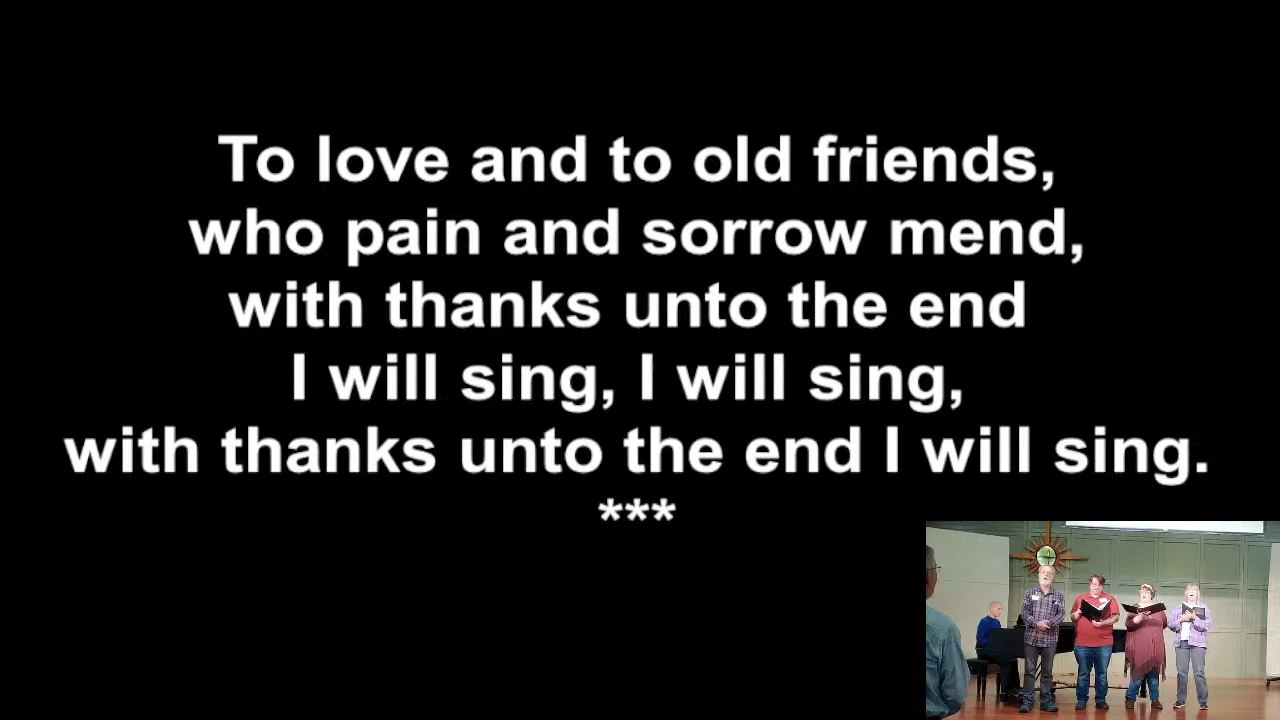 To love and to old friends,
who pain and sorrow mend,
with thanks unto the end
I will sing, I will sing,
with thanks unto the end I will sing.
***